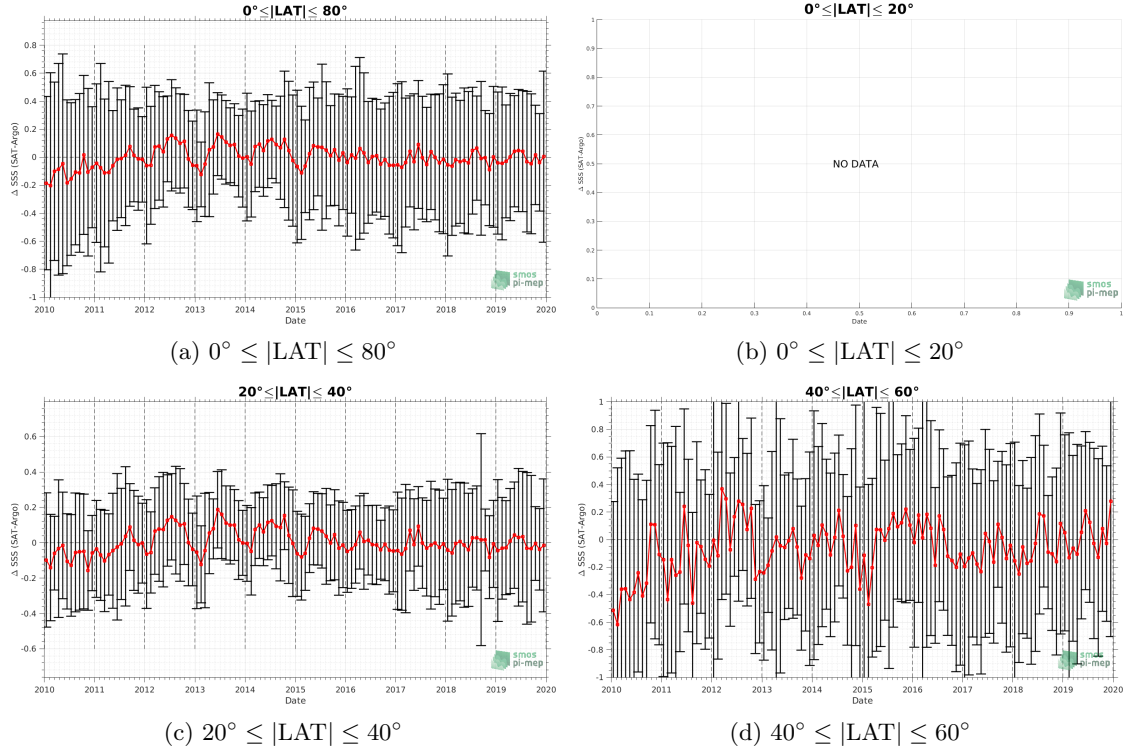 0°≤|LAT|≤ 80°
0.8
0.6
0.4
0.2
0
-0.2
-0.4
-0.6
-0.8
-1
Δ SSS (SAT-Argo)
2010 2011 2012 2013 2014 2015 2016 2017 2018 2019 2020
Date
smos
pi-mep
(a) 0° ≤ |LAT| ≤ 80°
0°≤|LAT|≤ 20°
1
0.9
0.8
0.7
0.6
0.5
0.4
0.3
0.2
0.1
0
Δ SSS (SAT-Argo)
NO DATA
0 0.1 0.2 0.3 0.4 0.5 0.6 0.7 0.8 0.9 1
Date
smos
pi-mep
(b) 0° ≤ |LAT| ≤ 20°
20°≤|LAT|≤ 40°
0.6
0.4
0.2
0
-0.2
-0.4
-0.6
Δ SSS (SAT-Argo)
2010 2011 2012 2013 2014 2015 2016 2017 2018 2019 2020
Date
smos
pi-mep
(c) 20° ≤ |LAT| ≤ 40°
40°≤|LAT|≤ 60°
1
0.8
0.6
0.4
0.2
0
-0.2
-0.4
-0.6
-0.8
-1
Δ SSS (SAT-Argo)
2010 2011 2012 2013 2014 2015 2016 2017 2018 2019 2020
Date
smos
pi-mep
(d) 40° ≤ |LAT| ≤ 60°